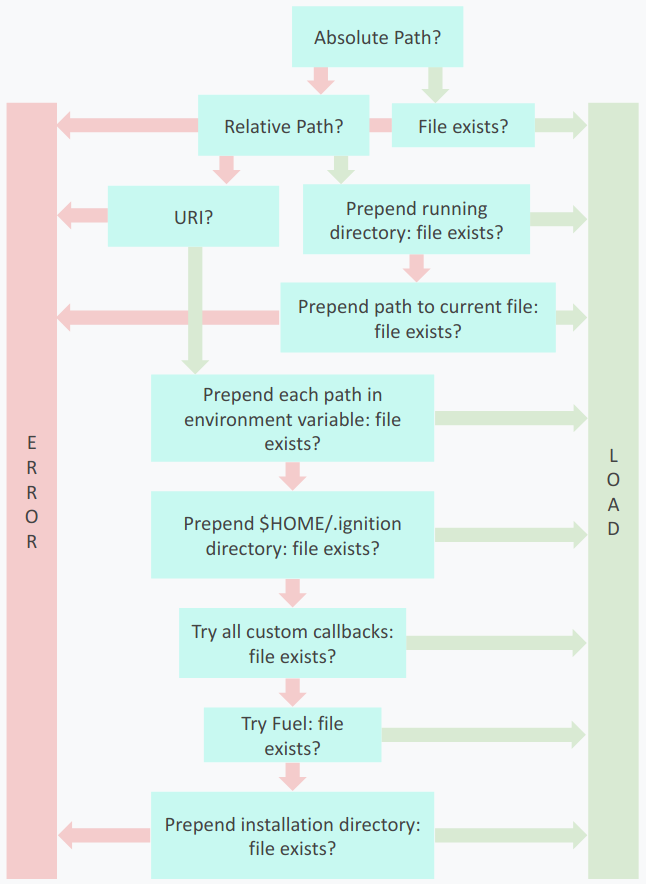 Absolute Path?
Relative Path?
File exists?
URI?
Prepend running
directory: file exists?
Prepend path to current file:
file exists?
Prepend each path in
environment variable: file
exists?
E
R
R
O
R
L
O
A
D
Prepend $HOME/.ignition
directory: file exists?
Try all custom callbacks:
file exists?
Try Fuel: file
exists?
Prepend installation directory:
file exists?